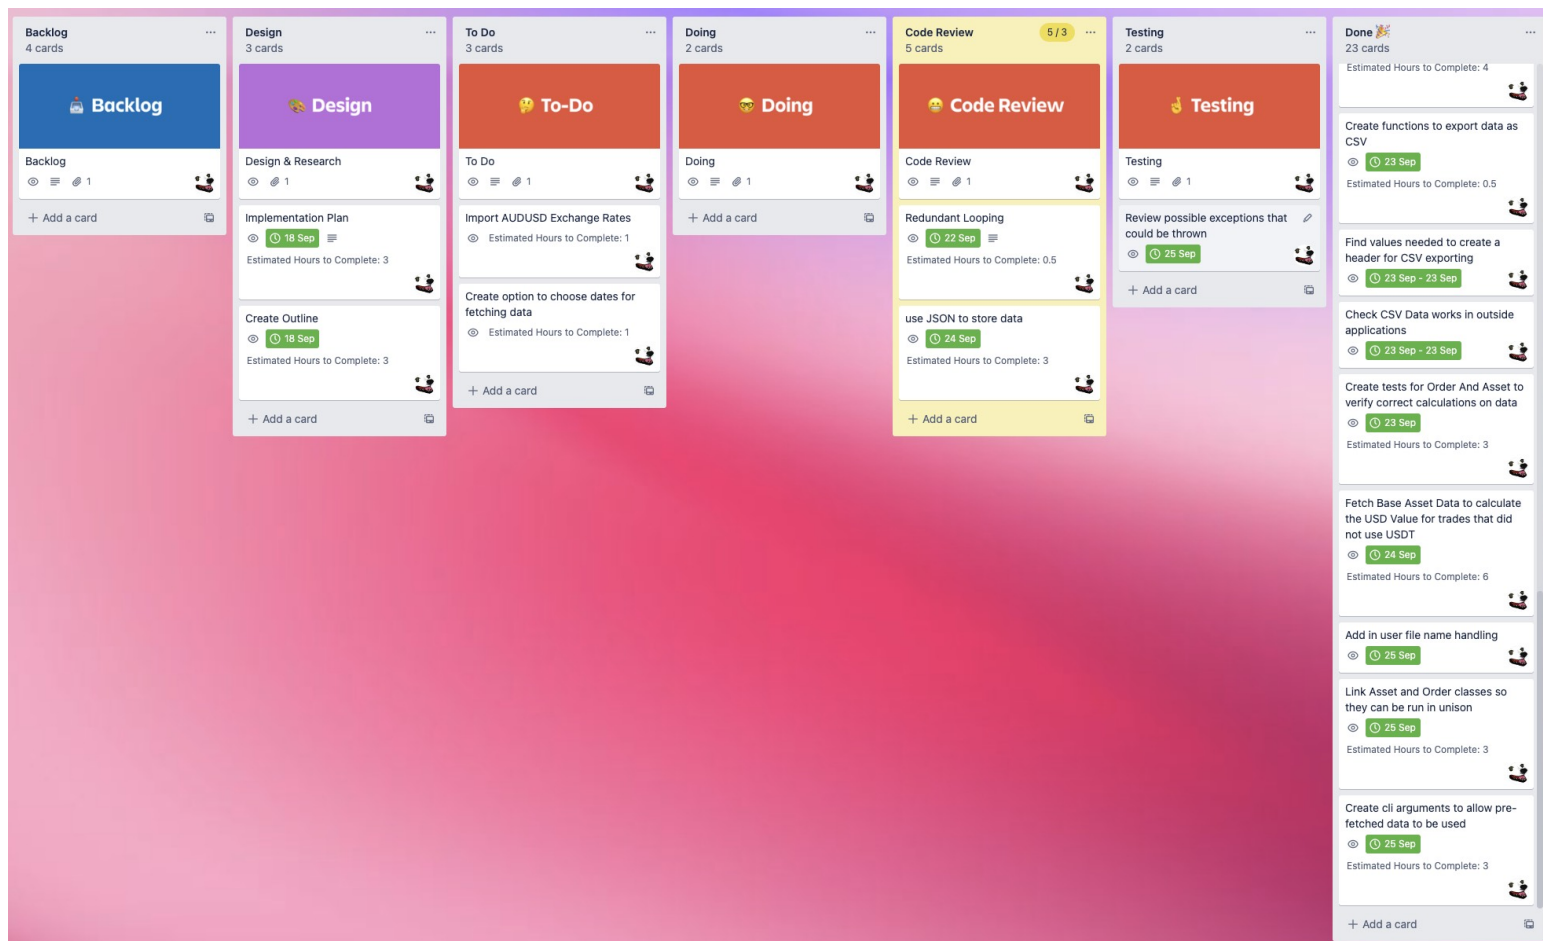 Backlog
4 cards
Backlog
Backlog
1
+ Add a card
Design
3 cards
Design
Design & Research
1
Implementation Plan
18 Sep
Estimated Hours to Complete: 3
Create Outline
18 Sep
Estimated Hours to Complete: 3
+ Add a card
To Do
3 cards
To-Do
To Do
1
Import AUDUSD Exchange Rates
Estimated Hours to Complete: 1
Create option to choose dates for
fetching data
Estimated Hours to Complete: 1
+ Add a card
Doing
2 cards
Doing
Doing
1
+ Add a card
Code Review
5 / 3
5 cards
Code Review
Code Review
1
Redundant Looping
22 Sep
Estimated Hours to Complete: 0.5
use JSON to store data
24 Sep
Estimated Hours to Complete: 3
+ Add a card
Testing
2 cards
Testing
Testing
1
Review possible exceptions that
could be thrown
25 Sep
+ Add a card
Done 🎉
23 cards
Estimated Hours to Complete: 4
Create functions to export data as
CSV
23 Sep
Estimated Hours to Complete: 0.5
Find values needed to create a
header for CSV exporting
23 Sep - 23 Sep
Check CSV Data works in outside
applications
23 Sep - 23 Sep
Create tests for Order And Asset to
verify correct calculations on data
23 Sep
Estimated Hours to Complete: 3
Fetch Base Asset Data to calculate
the USD Value for trades that did
not use USDT
24 Sep
Estimated Hours to Complete: 6
Add in user file name handling
25 Sep
Link Asset and Order classes so
they can be run in unison
25 Sep
Estimated Hours to Complete: 3
Create cli arguments to allow pre-
fetched data to be used
25 Sep
Estimated Hours to Complete: 3
+ Add a card